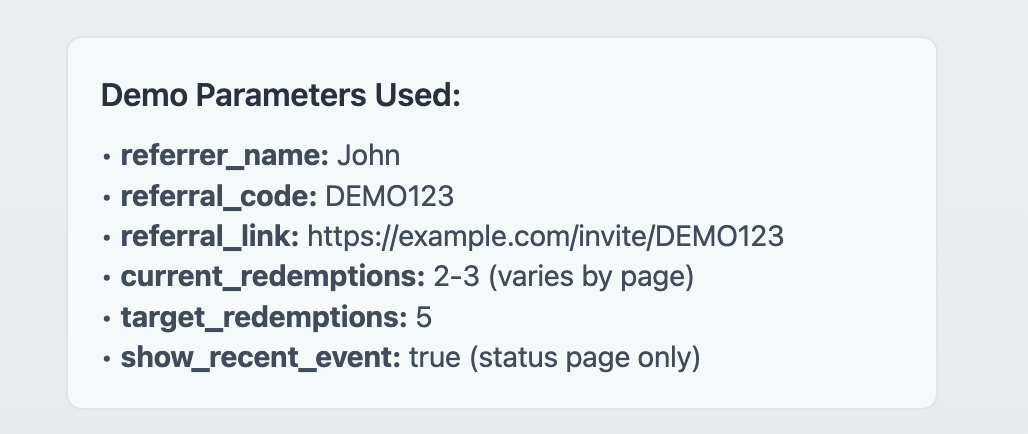 Demo Parameters Used:
• referrer_name: John
• referral_code: DEMO123
• referral_link: https://example.com/invite/DEMO123
• current_redemptions: 2-3 (varies by page)
• target_redemptions: 5
• show_recent_event: true (status page only)